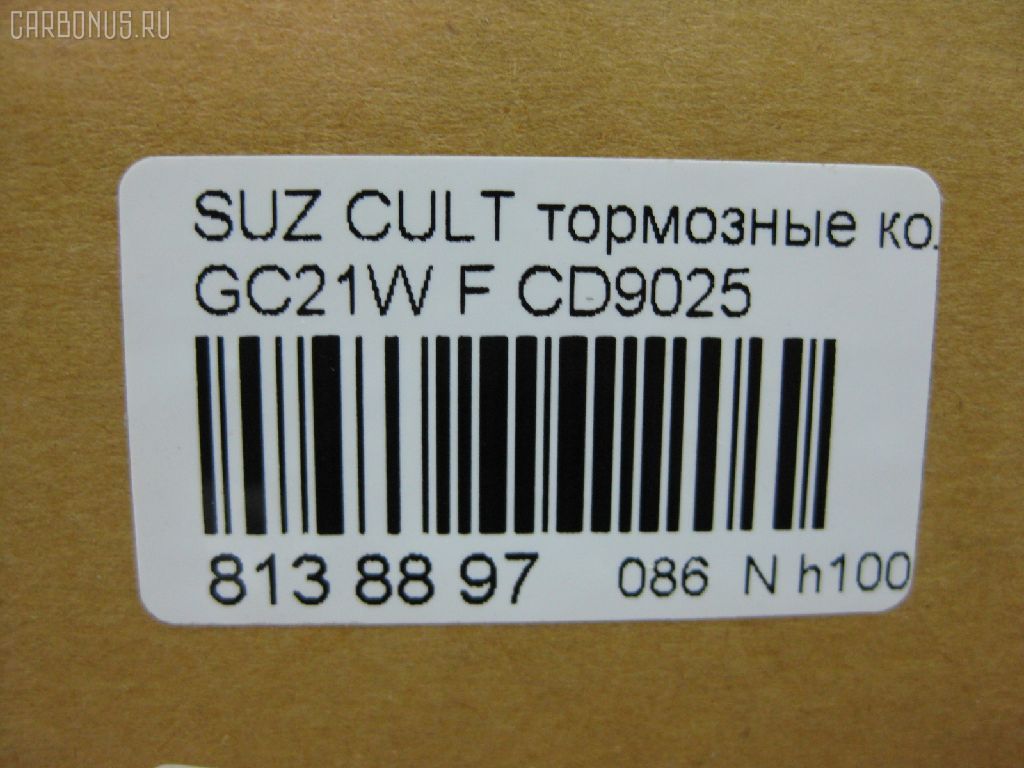 CARBONUS.RU
SUZ CULT тормозные ко.
GC21W F CD9025
813 88 97 086 N h100